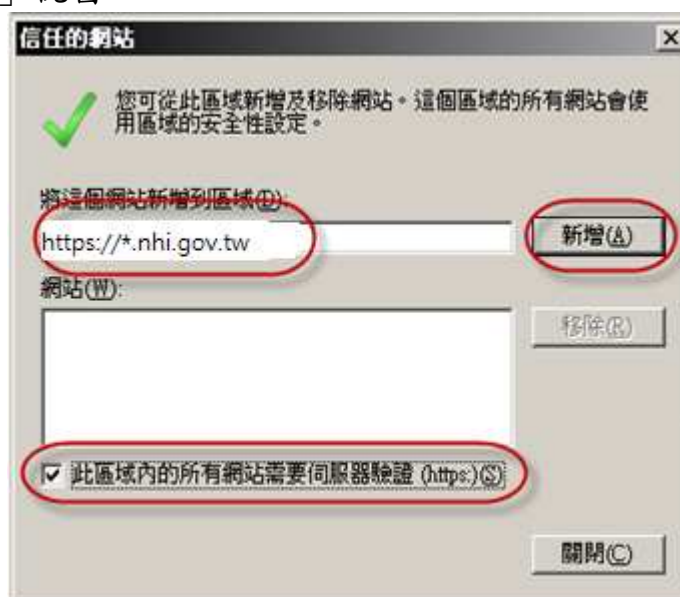 信任的網站
您可從此區域新增及移除網站。這個區域的所有網站會使
用區域的安全性設定。
將這個網站新增到區域(D):
https://*.nhi.gov.tw
新增(A)
網站(W):
移除(R)
此區域內的所有網站需要伺服器驗證 (https:)(S)
關閉(C)